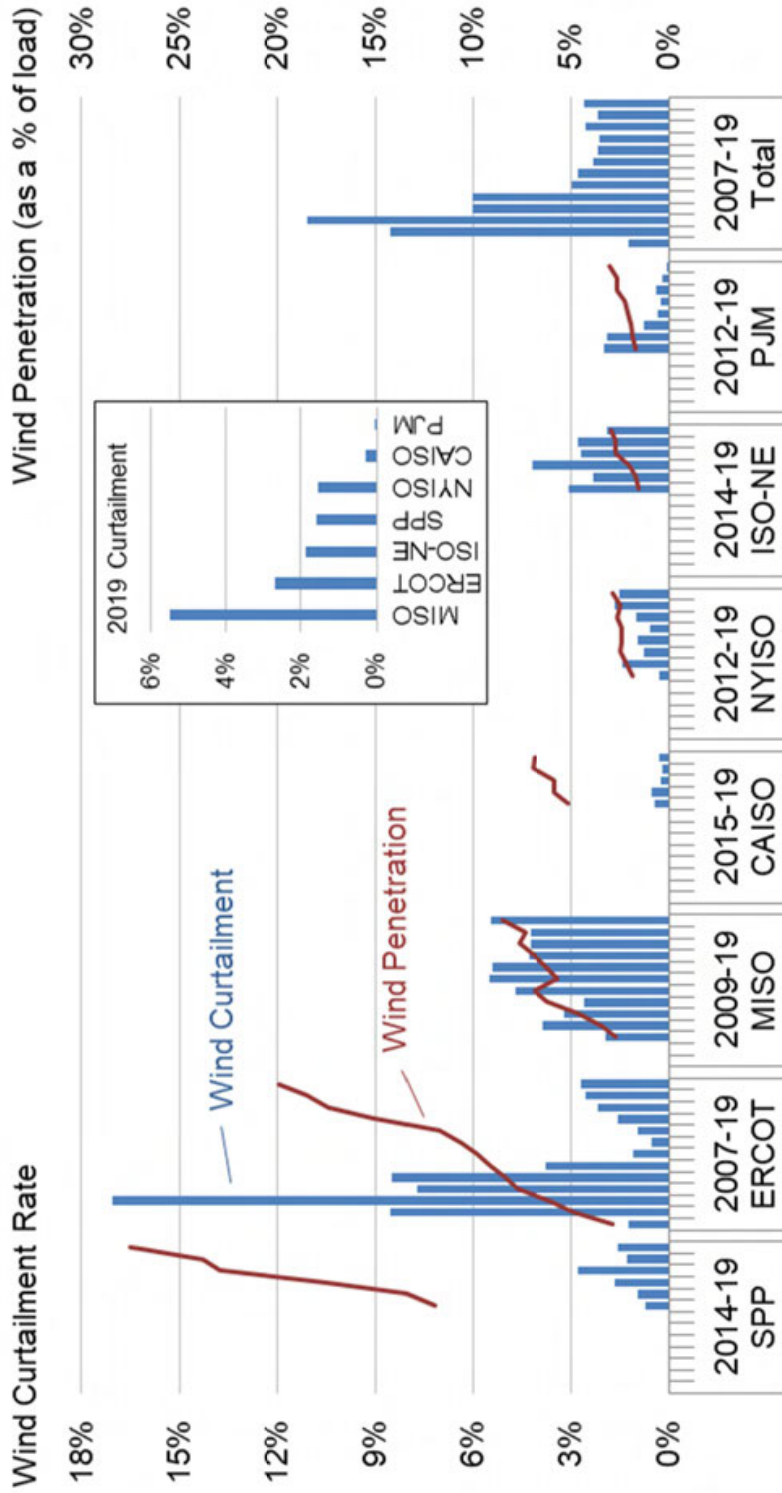 Wind Curtailment Rate
Wind Penetration (as a % of load)
18%
15%
12%
9%
6%
3%
0%
30%
25%
20%
15%
10%
5%
0%
Wind Curtailment
Wind Penetration
2019 Curtailment
6%
4%
2%
0%
MISO
ERCOT
ISO-NE
SPP
NYISO
CAISO
PJM
2014-19
SPP
2007-19
ERCOT
2009-19
MISO
2015-19
CAISO
2012-19
NYISO
2014-19
ISO-NE
2012-19
PJM
2007-19
Total